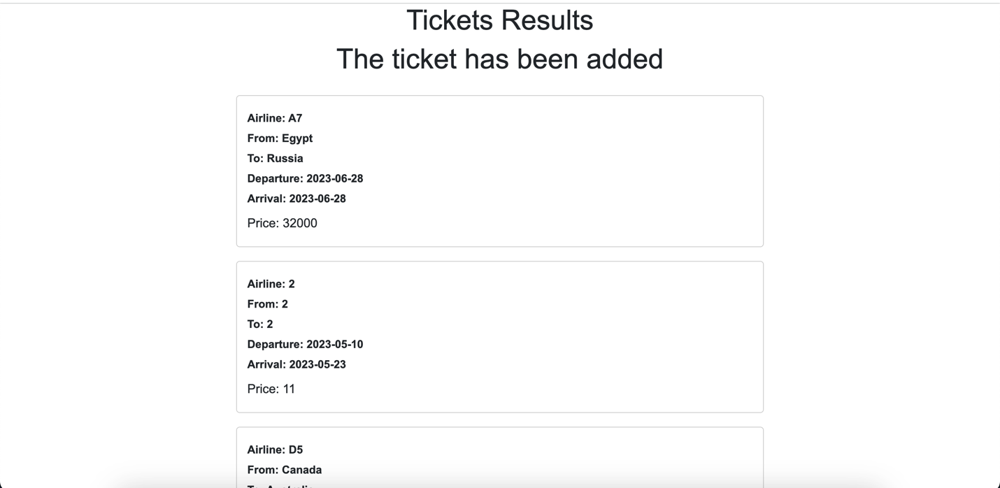 Tickets Results
The ticket has been added
Airline: A7
From: Egypt
To: Russia
Departure: 2023-06-28
Arrival: 2023-06-28
Price: 32000
Airline: 2
From: 2
To: 2
Departure: 2023-05-10
Arrival: 2023-05-23
Price: 11
Airline: D5
From: Canada